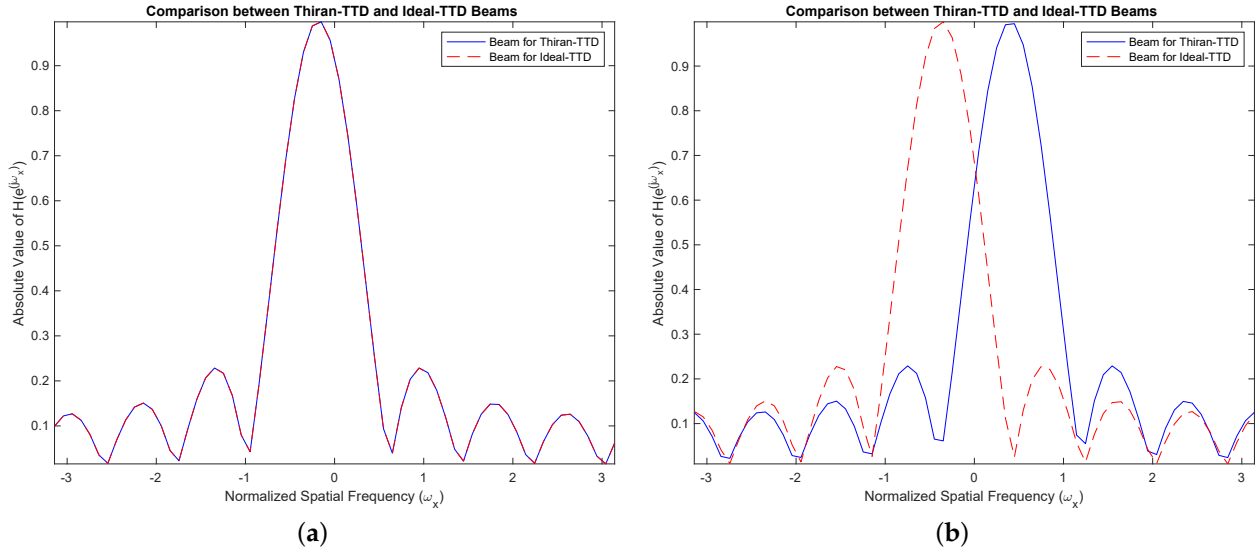 Comparison between Thiran-TTD and Ideal-TTD Beams
Beam for Thiran-TTD
Beam for Ideal-TTD
Absolute Value of H(e^(jω_x))
0.9
0.8
0.7
0.6
0.5
0.4
0.3
0.2
0.1
-3 -2 -1 0 1 2 3
Normalized Spatial Frequency (ω_x)
(a)
Comparison between Thiran-TTD and Ideal-TTD Beams
Beam for Thiran-TTD
Beam for Ideal-TTD
Absolute Value of H(e^(jω_x))
0.9
0.8
0.7
0.6
0.5
0.4
0.3
0.2
0.1
-3 -2 -1 0 1 2 3
Normalized Spatial Frequency (ω_x)
(b)